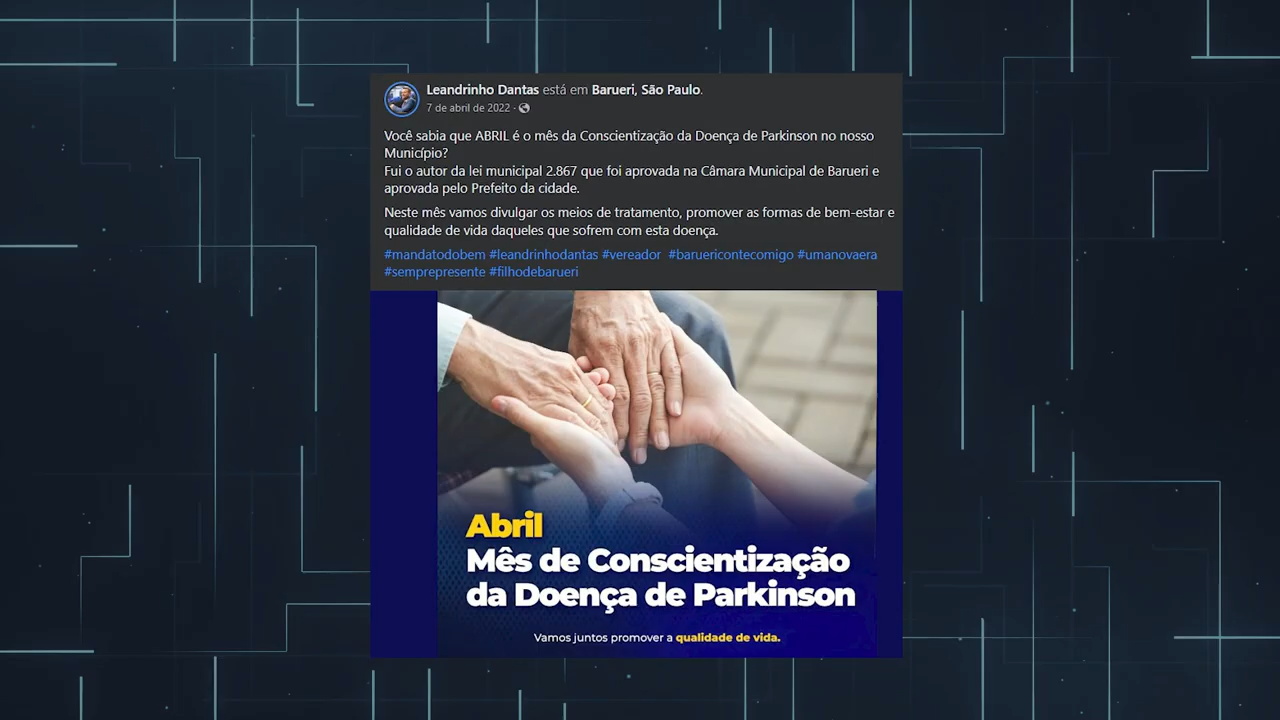 Leandrinho Dantas está em Barueri, São Paulo.
7 de abril de 2022 ·
Você sabia que ABRIL é o mês da Conscientização da Doença de Parkinson no nosso
Município?
Fui o autor da lei municipal 2.867 que foi aprovada na Câmara Municipal de Barueri e
aprovada pelo Prefeito da cidade.
Neste mês vamos divulgar os meios de tratamento, promover as formas de bem-estar e
qualidade de vida daqueles que sofrem com esta doença.
#mandatodobem #leandrinhodantas #vereador #baruericontecomigo #umanovaera
#semprepresente #filhodebarueri
Abril
Mês de Conscientização
da Doença de Parkinson
Vamos juntos promover a qualidade de vida.